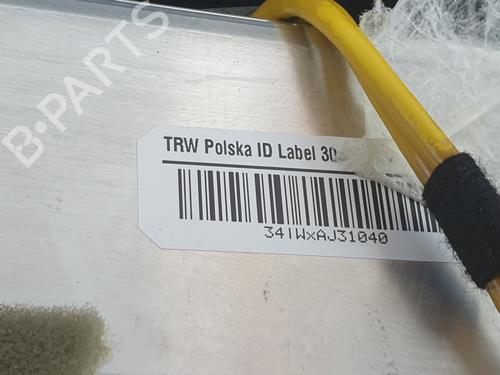 B-PARTS
TRW Polska ID Label 30
34IWxAJ31040